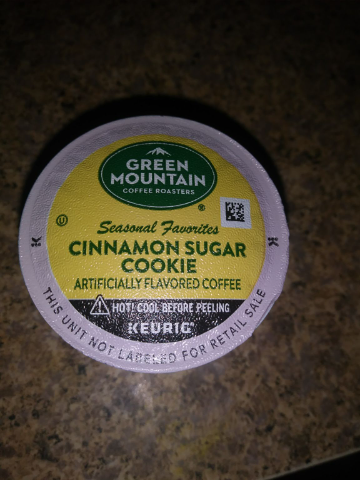 GREEN
MOUNTAIN
COFFEE ROASTERS
®
Seasonal Favorites
CINNAMON SUGAR
COOKIE
ARTIFICIALLY FLAVORED COFFEE
HOT! COOL BEFORE PEELING
KEURIG®
THIS UNIT NOT LABELED FOR RETAIL SALE
U
K
K